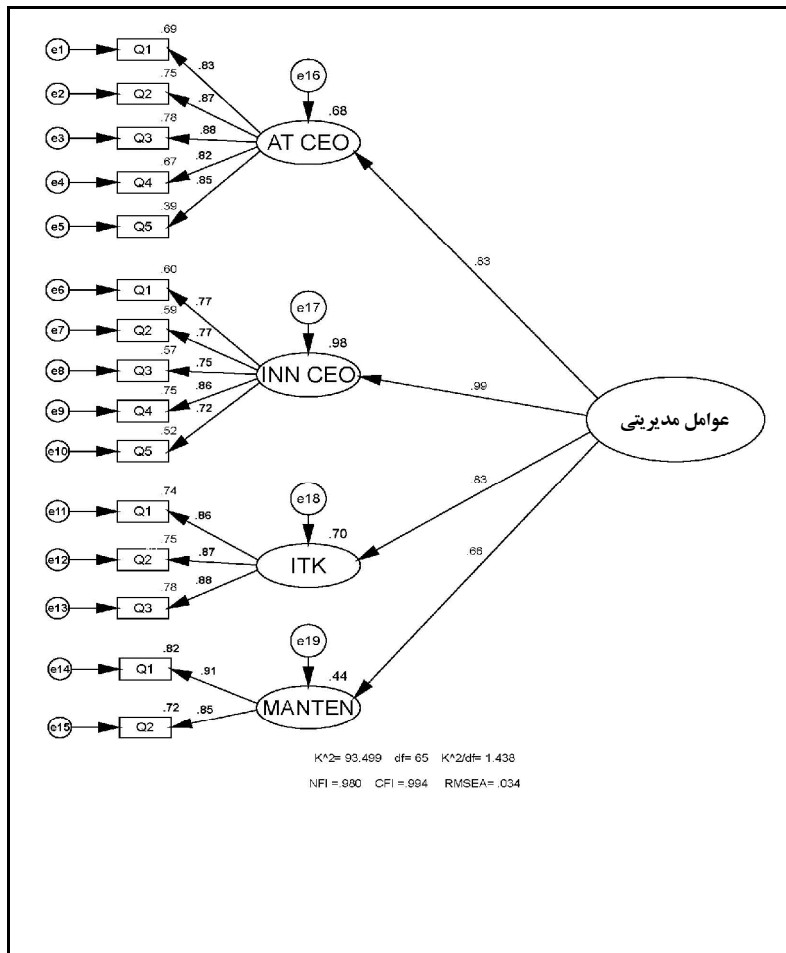 .69
e1 Q1
.83
.75
e2 Q2
.87
e16
.68
.78
e3 Q3
.88
AT CEO
.67
.82
e4 Q4
.85
.39
e5 Q5
.83
.60
e6 Q1
.77
.59
e7 Q2
.77
e17
.98
.57
e8 Q3
.75
INN CEO
.99
.75
e9 Q4
.86
.72
.52
e10 Q5
عوامل مدیریتی
.74
e11 Q1
.86
e18
.83
.70
.75
e12 Q2
.87
ITK
.78
.88
e13 Q3
.66
.82
e14 Q1
.91
e19
.44
.72
.85
e15 Q2
MANTEN
K^2= 93.499 df= 65 K^2/df= 1.438
NFI =.980 CFI =.994 RMSEA= .034